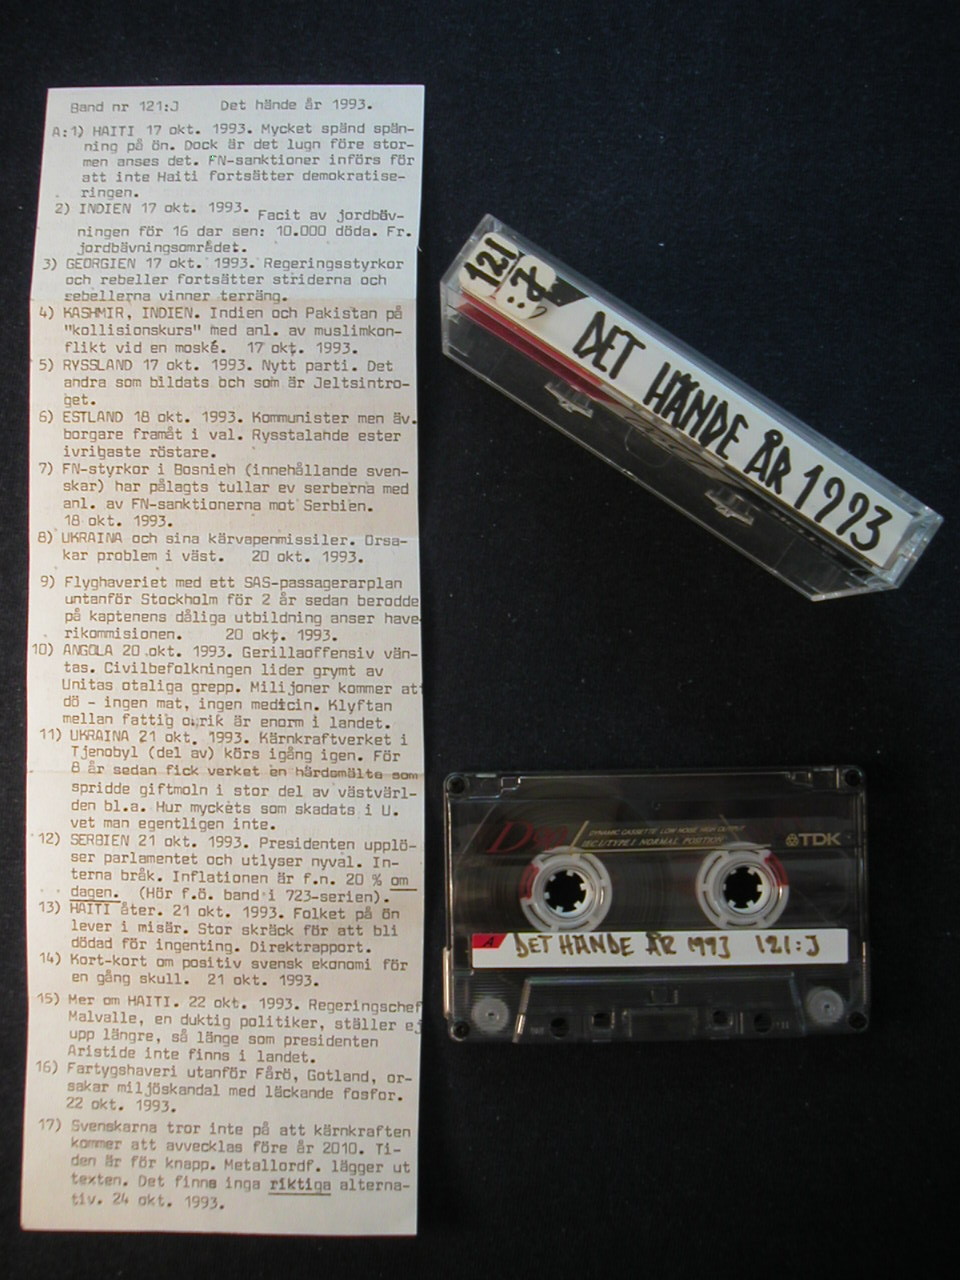 Band nr 121:J Det hände år 1993.
A:1) HAITI 17 okt. 1993. Mycket spänd spän-
ning på ön. Dock är det lugn före stor-
men anses det. FN-sanktioner införs för
att inte Haiti fortsätter demokratise-
ringen.
2) INDIEN 17 okt. 1993. Facit av jordbäv-
ningen för 16 dar sen: 10.000 döda. Fr.
jordbävningsområdet.
3) GEORGIEN 17 okt. 1993. Regeringsstyrkor
och rebeller fortsätter striderna och
rebellerna vinner terräng.
4) KASHMIR, INDIEN. Indien och Pakistan på
"kollisionskurs" med anl. av muslimkon-
flikt vid en moské. 17 okt. 1993.
5) RYSSLAND 17 okt. 1993. Nytt parti. Det
andra som bildats och som är Jeltsintro-
get.
6) ESTLAND 18 okt. 1993. Kommunister men äv.
borgare framåt i val. Rysstalande ester
ivrigaste röstare.
7) FN-styrkor i Bosnien (innehållande sven-
skar) har pålagts tullar av serberna med
anl. av FN-sanktionerna mot Serbien.
18 okt. 1993.
8) UKRAINA och sina kärvapenmissiler. Orsa-
kar problem i väst. 20 okt. 1993.
9) Flyghaveriet med ett SAS-passagerarplan
untanför Stockholm för 2 år sedan berodde
på kaptenens dåliga utbildning anser have
rikommisionen. 20 okt. 1993.
10) ANGOLA 20 okt. 1993. Gerillaoffensiv vän-
tas. Civilbefolkningen lider grymt av
Unitas otaliga grepp. Milijoner kommer att
dö - ingen mat, ingen medicin. Klyftan
mellan fattig o.rik är enorm i landet.
11) UKRAINA 21 okt. 1993. Kärnkraftverket i
Tjenobyl (del av) körs igång igen. För
8 år sedan fick verket en härdsmälta som
spridde giftmoln i stor del av västvärl-
den bl.a. Hur myckets som skadats i U.
vet man egentligen inte.
12) SERBIEN 21 okt. 1993. Presidenten upplö-
ser parlamentet och utlyser nyval. In-
terna bråk. Inflationen är f.n. 20 % om
dagen. (Hör f.ö. band i 723-serien).
13) HAITI åter. 21 okt. 1993. Folket på ön
lever i misär. Stor skräck för att bli
dödad för ingenting. Direktrapport.
14) Kort-kort om positiv svensk ekonomi för
en gång skull. 21 okt. 1993.
15) Mer om HAITI. 22 okt. 1993. Regeringschef
Malvalle, en duktig politiker, ställer ej
upp längre, så länge som presidenten
Aristide inte finns i landet.
16) Fartygshaveri utanför Fårö, Gotland, or-
sakar miljöskandal med läckande fosfor.
22 okt. 1993.
17) Svenskarna tror inte på att kärnkraften
kommer att avvecklas före år 2010. Ti-
den är för knapp. Metallordf. lägger ut
texten. Det finns inga riktiga alterna-
tiv. 24 okt. 1993.
121:J
DET HÄNDE ÅR 1993
D90
DYNAMIC CASSETTE LOW NOISE HIGH OUTPUT
IEC I/TYPE I NORMAL POSITION
TDK
A DET HÄNDE ÅR 1993 121:J